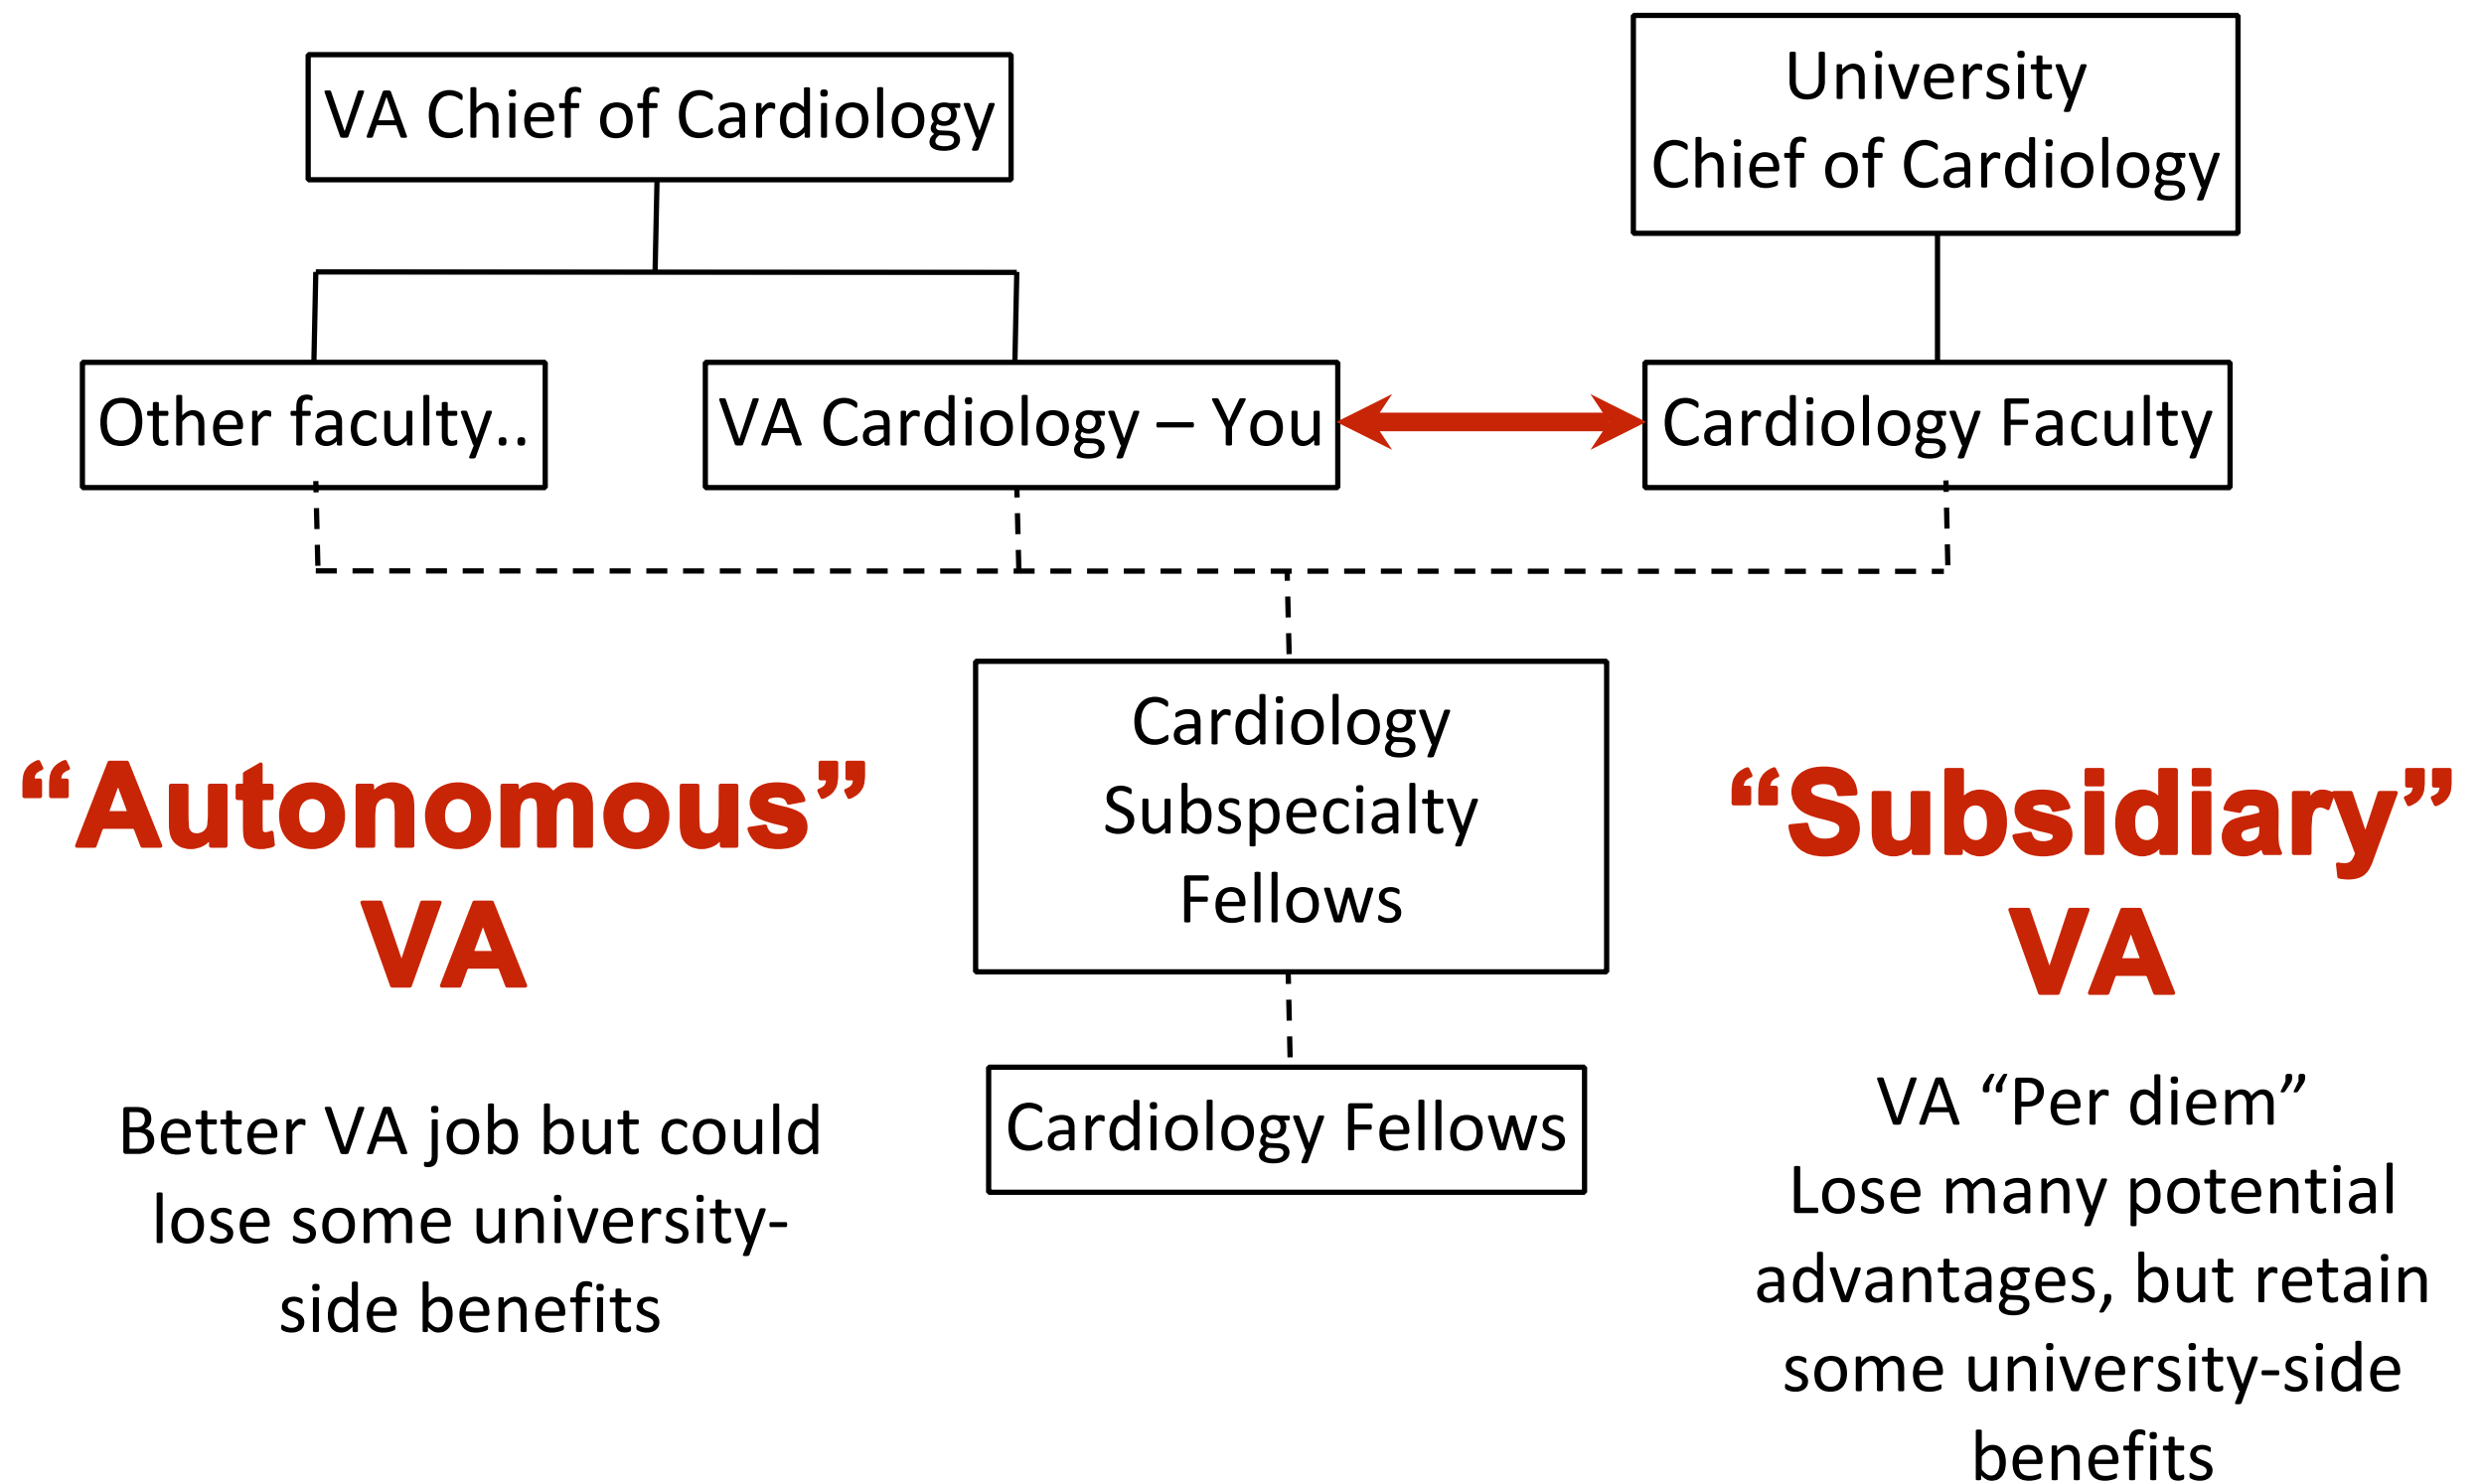 VA Chief of Cardiology
University
Chief of Cardiology
Other faculty..
VA Cardiology – You
Cardiology Faculty
Cardiology
Subspecialty
Fellows
Cardiology Fellows
“Autonomous”
VA
Better VA job but could
lose some university-
side benefits
“Subsidiary”
VA
VA “Per diem”
Lose many potential
advantages, but retain
some university-side
benefits